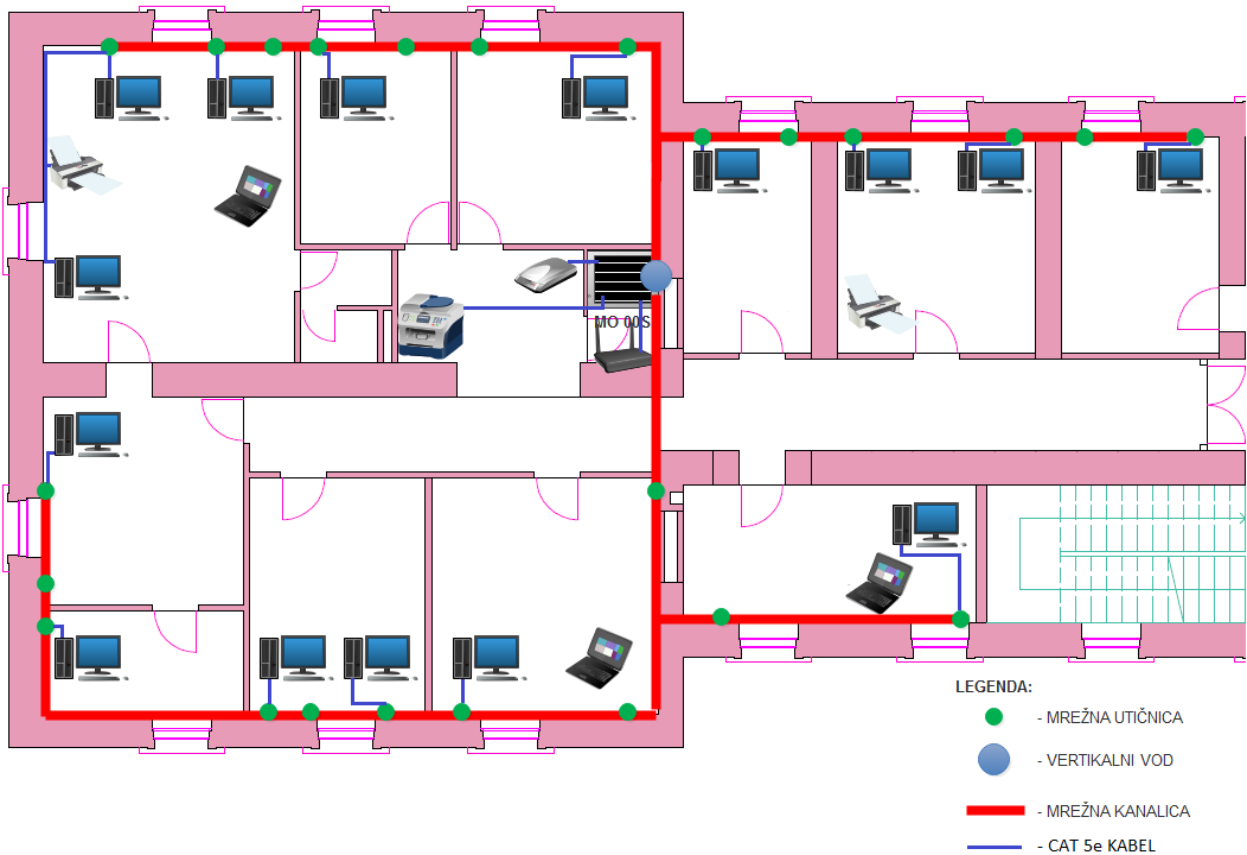 MO 00S
LEGENDA:
- MREŽNA UTIČNICA
- VERTIKALNI VOD
- MREŽNA KANALICA
- CAT 5e KABEL